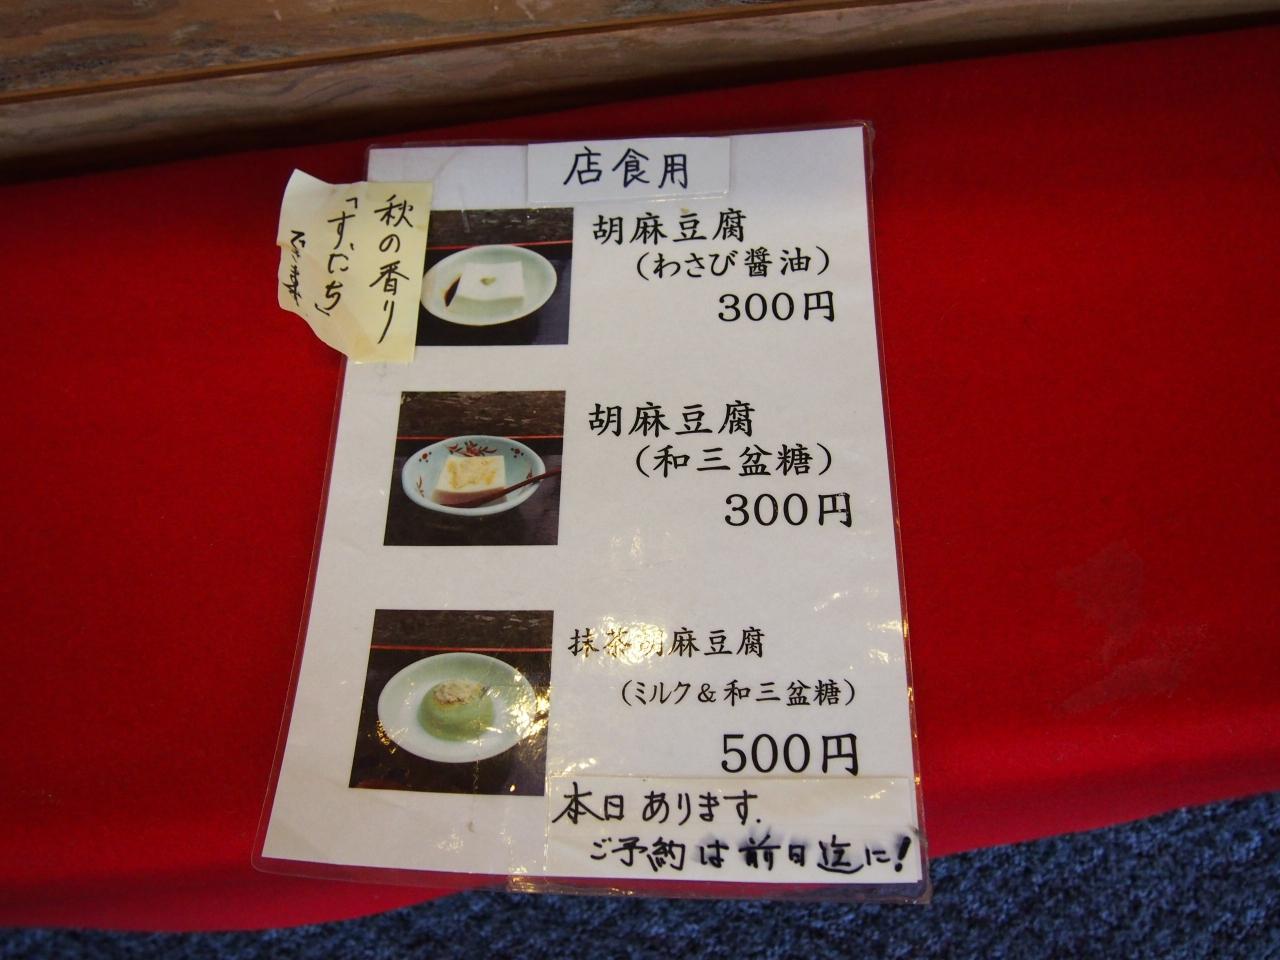 店食用
秋の香り
「すだち」
できます
胡麻豆腐
（わさび醤油）
300円
胡麻豆腐
（和三盆糖）
300円
抹茶胡麻豆腐
（ミルク＆和三盆糖）
500円
本日あります.
ご予約は前日迄に!